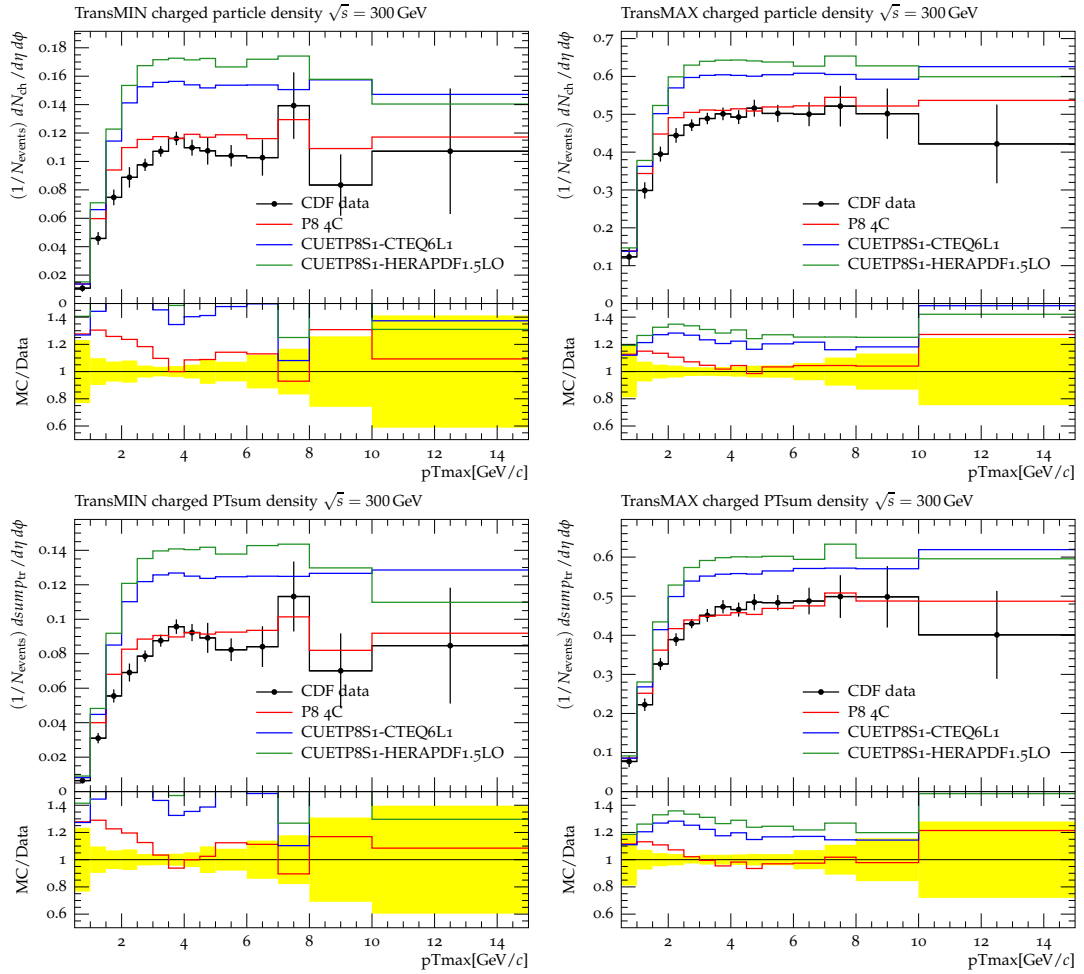 TransMIN charged particle density √s = 300 GeV
(1/N_events) dN_ch/dη dφ
0.18
0.16
0.14
0.12
0.1
0.08
0.06
0.04
0.02
0
CDF data
P8 4C
CUETP8S1-CTEQ6L1
CUETP8S1-HERAPDF1.5LO
MC/Data
1.4
1.2
1
0.8
0.6
2 4 6 8 10 12 14
pTmax[GeV/c]
TransMAX charged particle density √s = 300 GeV
(1/N_events) dN_ch/dη dφ
0.7
0.6
0.5
0.4
0.3
0.2
0.1
0
CDF data
P8 4C
CUETP8S1-CTEQ6L1
CUETP8S1-HERAPDF1.5LO
MC/Data
1.4
1.2
1
0.8
0.6
2 4 6 8 10 12 14
pTmax[GeV/c]
TransMIN charged PTsum density √s = 300 GeV
(1/N_events) dsump_tr/dη dφ
0.14
0.12
0.1
0.08
0.06
0.04
0.02
0
CDF data
P8 4C
CUETP8S1-CTEQ6L1
CUETP8S1-HERAPDF1.5LO
MC/Data
1.4
1.2
1
0.8
0.6
2 4 6 8 10 12 14
pTmax[GeV/c]
TransMAX charged PTsum density √s = 300 GeV
(1/N_events) dsump_tr/dη dφ
0.6
0.5
0.4
0.3
0.2
0.1
0
CDF data
P8 4C
CUETP8S1-CTEQ6L1
CUETP8S1-HERAPDF1.5LO
MC/Data
1.4
1.2
1
0.8
0.6
2 4 6 8 10 12 14
pTmax[GeV/c]